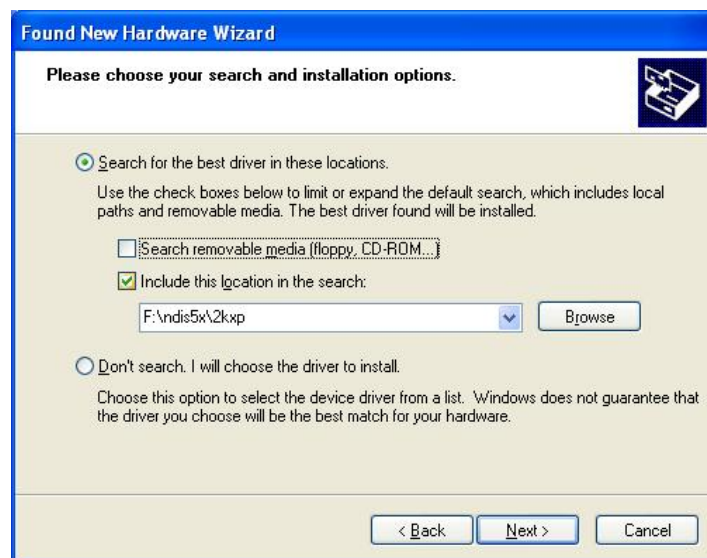 Found New Hardware Wizard
Please choose your search and installation options.
Search for the best driver in these locations.
Use the check boxes below to limit or expand the default search, which includes local
paths and removable media. The best driver found will be installed.
Search removable media (floppy, CD-ROM...)
Include this location in the search:
F:\ndis5x\2kxp
Browse
Don't search. I will choose the driver to install.
Choose this option to select the device driver from a list. Windows does not guarantee that
the driver you choose will be the best match for your hardware.
< Back Next > Cancel